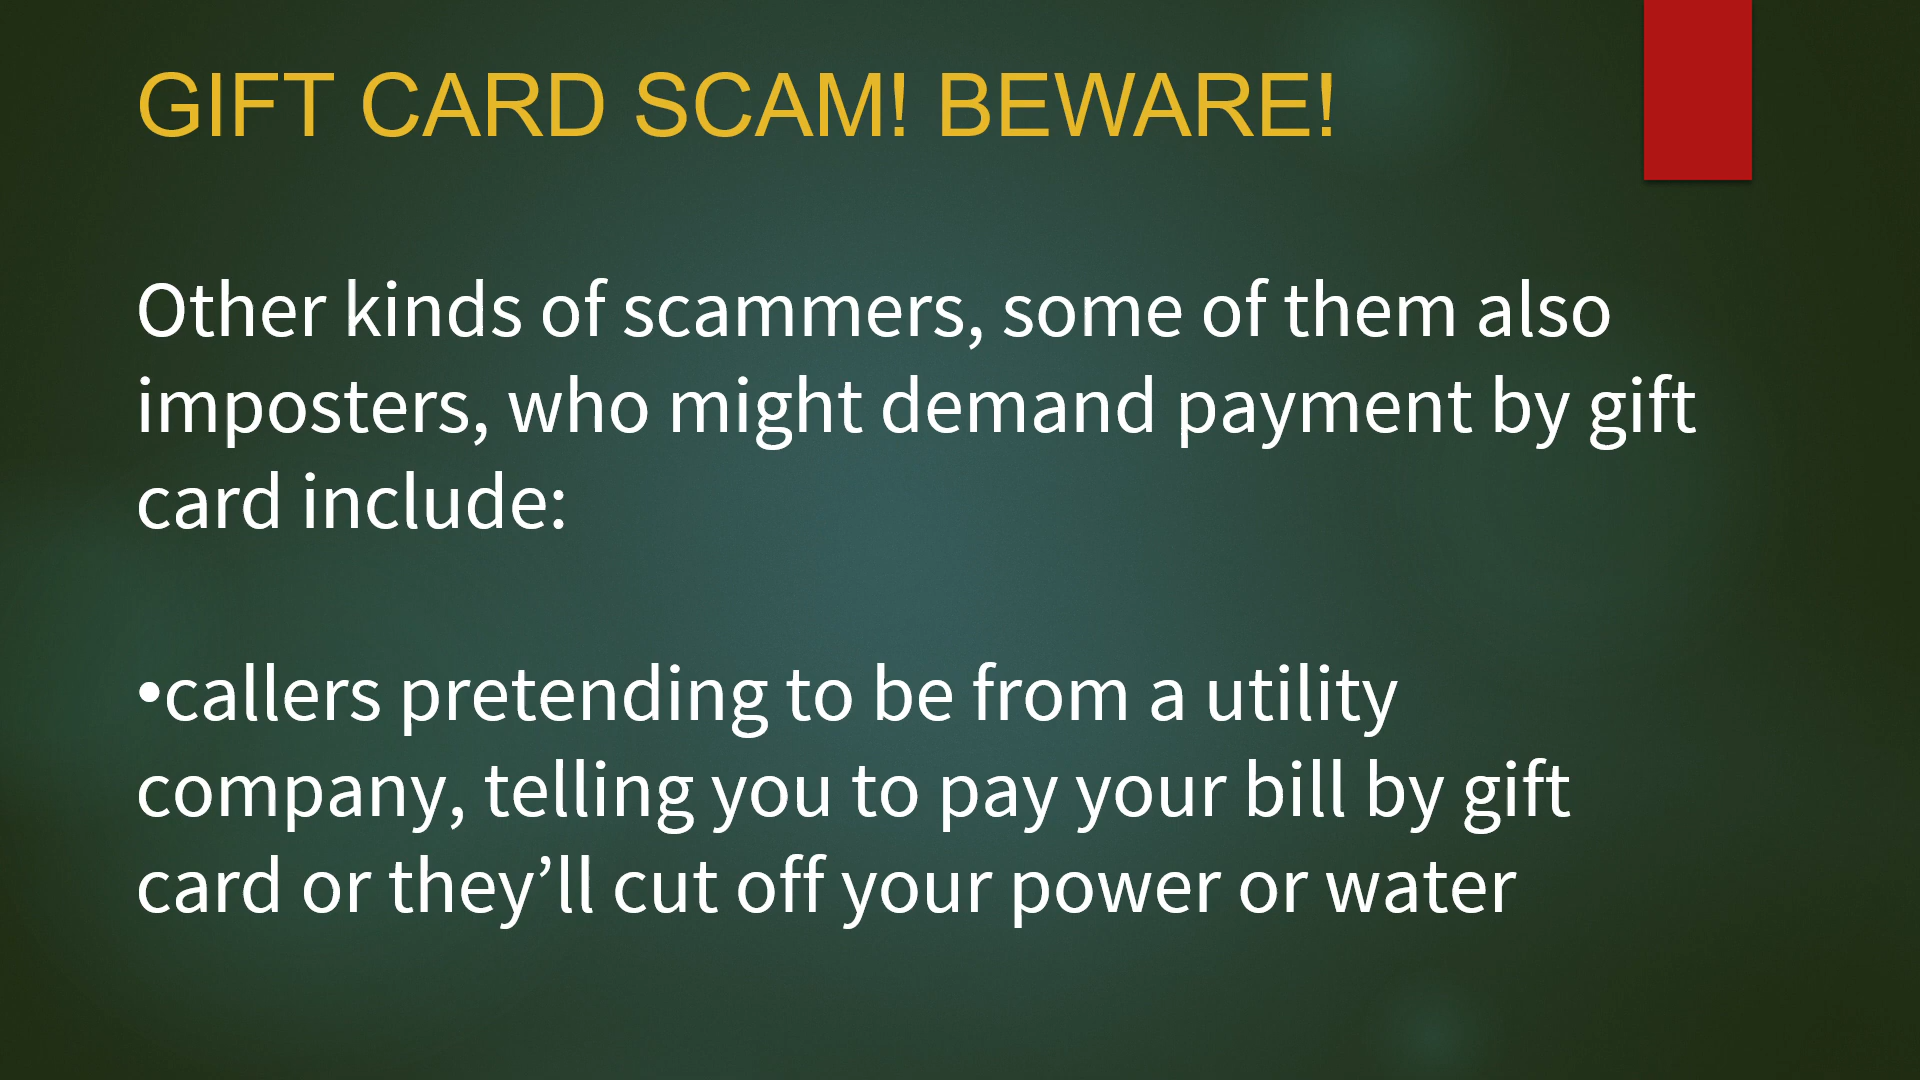 GIFT CARD SCAM! BEWARE!
Other kinds of scammers, some of them also
imposters, who might demand payment by gift
card include:
•callers pretending to be from a utility
company, telling you to pay your bill by gift
card or they’ll cut off your power or water